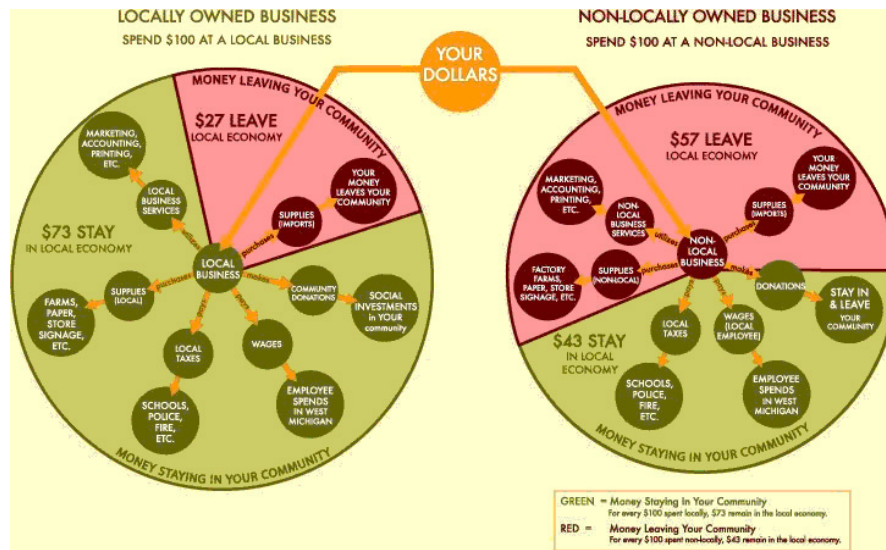 LOCALLY OWNED BUSINESS
SPEND $100 AT A LOCAL BUSINESS
YOUR
DOLLARS
NON-LOCALLY OWNED BUSINESS
SPEND $100 AT A NON-LOCAL BUSINESS
MONEY LEAVING YOUR COMMUNITY
$27 LEAVE
LOCAL ECONOMY
MARKETING,
ACCOUNTING,
PRINTING,
ETC.
LOCAL
BUSINESS
SERVICES
YOUR
MONEY
LEAVES YOUR
COMMUNITY
SUPPLIES
(IMPORTS)
$73 STAY
IN LOCAL ECONOMY
utilizes
purchases
LOCAL
BUSINESS
purchases
makes
SUPPLIES
(LOCAL)
COMMUNITY
DONATIONS
FARMS,
PAPER,
STORE
SIGNAGE,
ETC.
SOCIAL
INVESTMENTS
in YOUR
community
pays
pays
LOCAL
TAXES
WAGES
SCHOOLS,
POLICE,
FIRE,
ETC.
EMPLOYEE
SPENDS
IN WEST
MICHIGAN
MONEY STAYING IN YOUR COMMUNITY
MONEY LEAVING YOUR COMMUNITY
$57 LEAVE
LOCAL ECONOMY
MARKETING,
ACCOUNTING,
PRINTING,
ETC.
NON-
LOCAL
BUSINESS
SERVICES
YOUR
MONEY
LEAVES YOUR
COMMUNITY
SUPPLIES
(IMPORTS)
utilizes
purchases
NON-
LOCAL
BUSINESS
purchases
makes
FACTORY
FARMS,
PAPER, STORE
SIGNAGE, ETC.
SUPPLIES
(NON-LOCAL)
DONATIONS
STAY IN
& LEAVE
YOUR
COMMUNITY
$43 STAY
IN LOCAL
ECONOMY
pays
pays
LOCAL
TAXES
WAGES
(LOCAL
EMPLOYEE)
SCHOOLS,
POLICE,
FIRE,
ETC.
EMPLOYEE
SPENDS
IN WEST
MICHIGAN
MONEY STAYING IN YOUR COMMUNITY
GREEN = Money Staying In Your Community
For every $100 spent locally, $73 remain in the local economy.
RED = Money Leaving Your Community
For every $100 spent non-locally, $43 remain in the local economy.